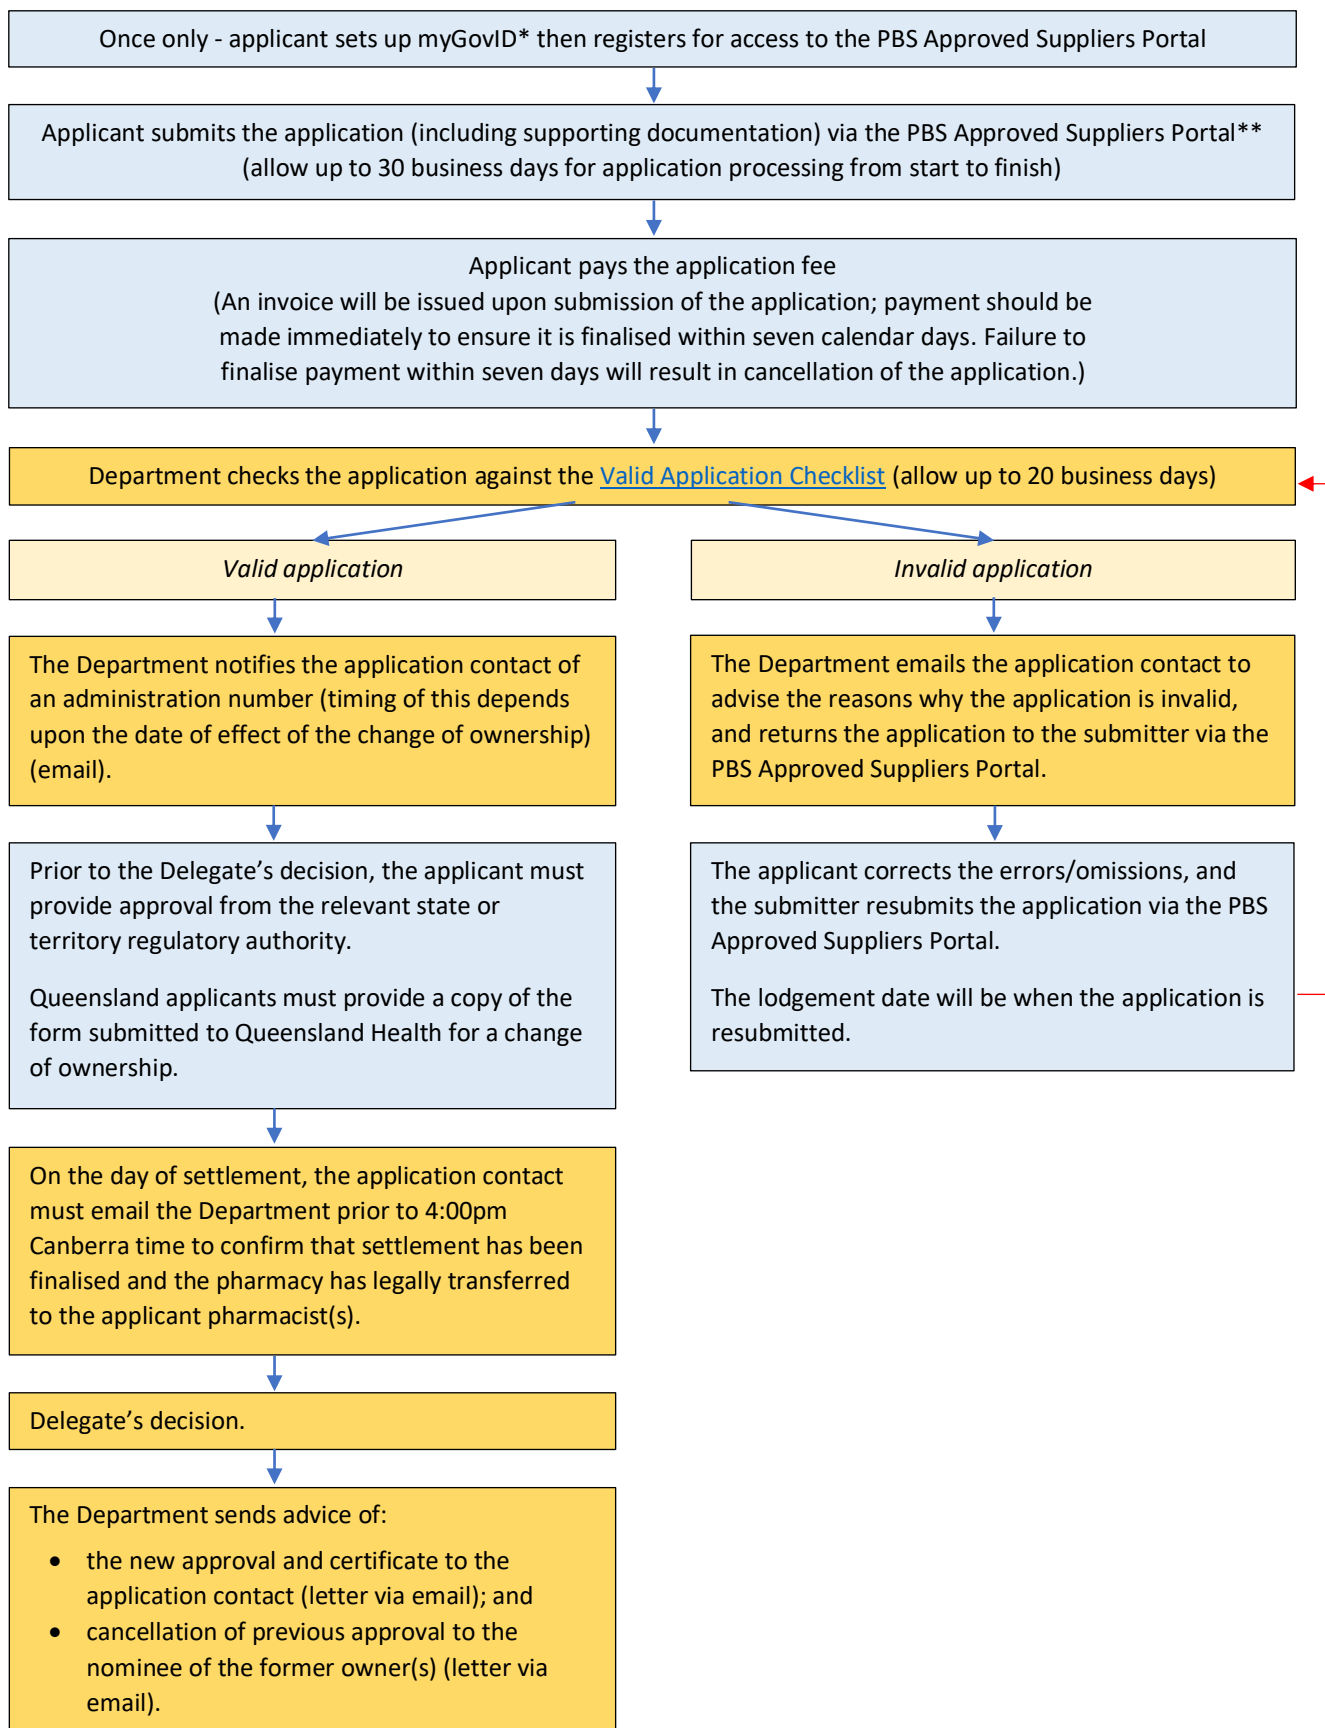 Once only - applicant sets up myGovID* then registers for access to the PBS Approved Suppliers Portal
Applicant submits the application (including supporting documentation) via the PBS Approved Suppliers Portal**
(allow up to 30 business days for application processing from start to finish)
Applicant pays the application fee
(An invoice will be issued upon submission of the application; payment should be
made immediately to ensure it is finalised within seven calendar days. Failure to
finalise payment within seven days will result in cancellation of the application.)
Department checks the application against the Valid Application Checklist (allow up to 20 business days)
Valid application
The Department notifies the application contact of
an administration number (timing of this depends
upon the date of effect of the change of ownership)
(email).
Prior to the Delegate’s decision, the applicant must
provide approval from the relevant state or
territory regulatory authority.
Queensland applicants must provide a copy of the
form submitted to Queensland Health for a change
of ownership.
On the day of settlement, the application contact
must email the Department prior to 4:00pm
Canberra time to confirm that settlement has been
finalised and the pharmacy has legally transferred
to the applicant pharmacist(s).
Delegate’s decision.
The Department sends advice of:
• the new approval and certificate to the
application contact (letter via email); and
• cancellation of previous approval to the
nominee of the former owner(s) (letter via
email).
Invalid application
The Department emails the application contact to
advise the reasons why the application is invalid,
and returns the application to the submitter via the
PBS Approved Suppliers Portal.
The applicant corrects the errors/omissions, and
the submitter resubmits the application via the PBS
Approved Suppliers Portal.
The lodgement date will be when the application is
resubmitted.